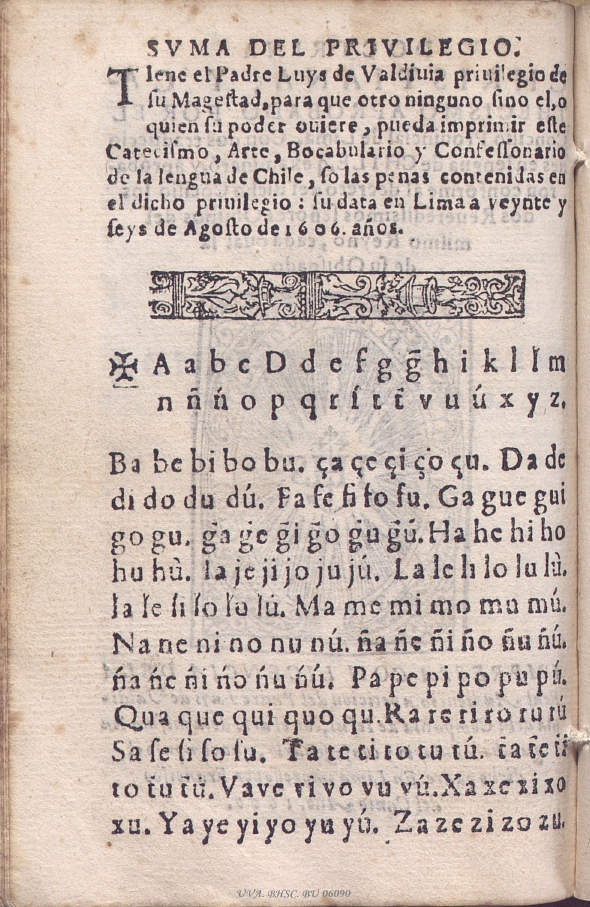 SVMA DEL PRIVILEGIO.
TIene el Padre Luys de Valdiuia priuilegio de
ſu Mageſtad, para que otro ninguno ſino el, o
quien ſu poder ouiere, pueda imprimir eſte
Catecìſmo, Arte, Bocabulario y Confeſſonario
de la lengua de Chile, ſo las penas contenidas en
el dicho priuilegio: ſu data en Lima a veynte y
ſeys de Agoſto de 1606. años.
✠ A a b c D d e f g g̃ h i k l l̃ m
n ñ ń o p q r ſ t t̃ v u ú x y z.
Ba be bi bo bu. ça çe çi ço çu. Da de
di do du dú. Fa fe fi fo fu. Ga gue gui
go gu. g̃a g̃e g̃i g̃o g̃u g̃ú. Ha he hi ho
hu hù. Ia je ji jo ju jú. La le li lo lu lù.
l̃a l̃e l̃i l̃o l̃u l̃ú. Ma me mi mo mu mú.
Na ne ni no nu nú. ña ñe ñi ño ñu ñú.
ńa ńe ńi ńo ńu ńú. Pa pe pi po pu pú.
Qua que qui quo qu. Ra re ri ro ru rú
Sa ſe ſi ſo ſu. Ta te ti to tu tú. t̃a t̃e t̃i
t̃o t̃u t̃ú. Va ve vi vo vu vú. Xa xe xi xo
xu. Ya ye yi yo yu yú. Za ze zi zo zu.
UVA. BHSC. BU 06090